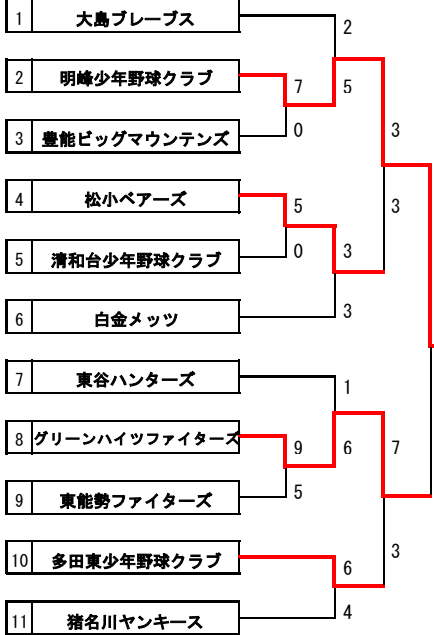 1 大島ブレーブス
2
2 明峰少年野球クラブ
7
5
3 豊能ビッグマウンテンズ
0
3
4 松小ベアーズ
5
3
5 清和台少年野球クラブ
0
3
6 白金メッツ
3
7 東谷ハンターズ
1
8 グリーンハイツファイターズ
9
6
7
9 東能勢ファイターズ
5
10 多田東少年野球クラブ
6
3
11 猪名川ヤンキース
4